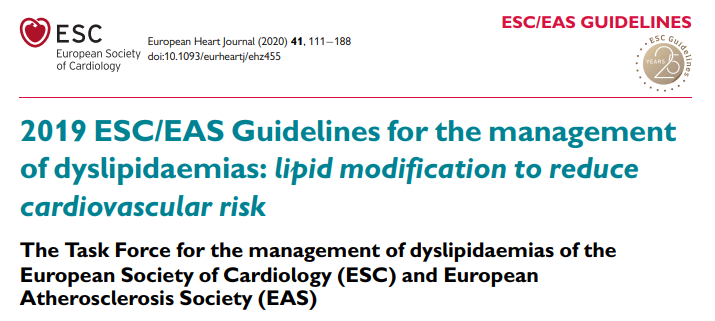 ESC
European Society
of Cardiology
European Heart Journal (2020) 41, 111–188
doi:10.1093/eurheartj/ehz455
ESC/EAS GUIDELINES
ESC Guidelines
YEARS 25
2019 ESC/EAS Guidelines for the management
of dyslipidaemias: lipid modification to reduce
cardiovascular risk
The Task Force for the management of dyslipidaemias of the
European Society of Cardiology (ESC) and European
Atherosclerosis Society (EAS)